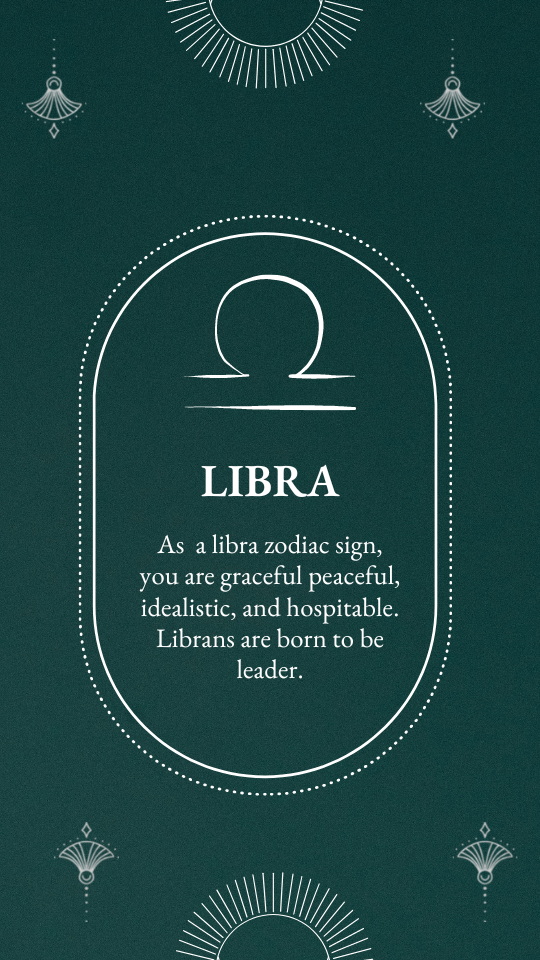 LIBRA
As  a libra zodiac sign,
you are graceful peaceful,
idealistic, and hospitable.
Librans are born to be
leader.